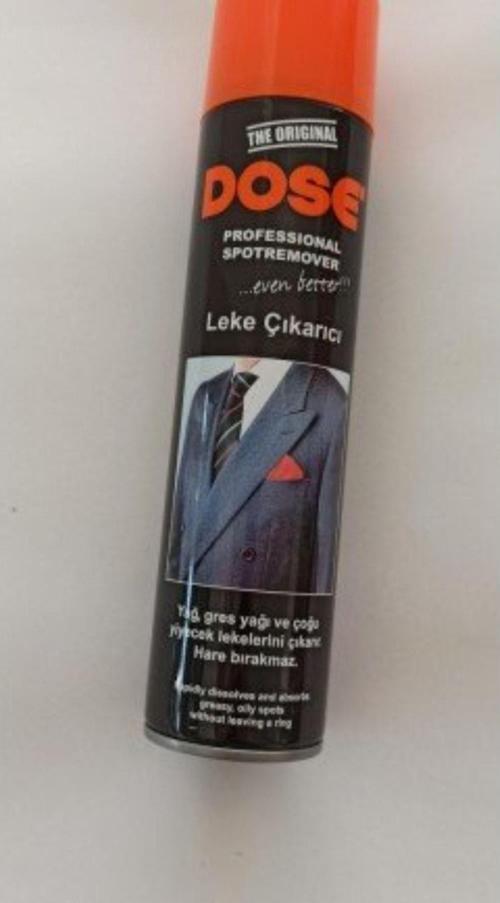 THE ORIGINAL
DOSE
PROFESSIONAL
SPOTREMOVER
...even better!!!
Leke Çıkarıcı
Yağ, gres yağı ve çoğu
yiyecek lekelerini çıkarır.
Hare bırakmaz.
Rapidly dissolves and absorbs
greasy, oily spots
without leaving a ring